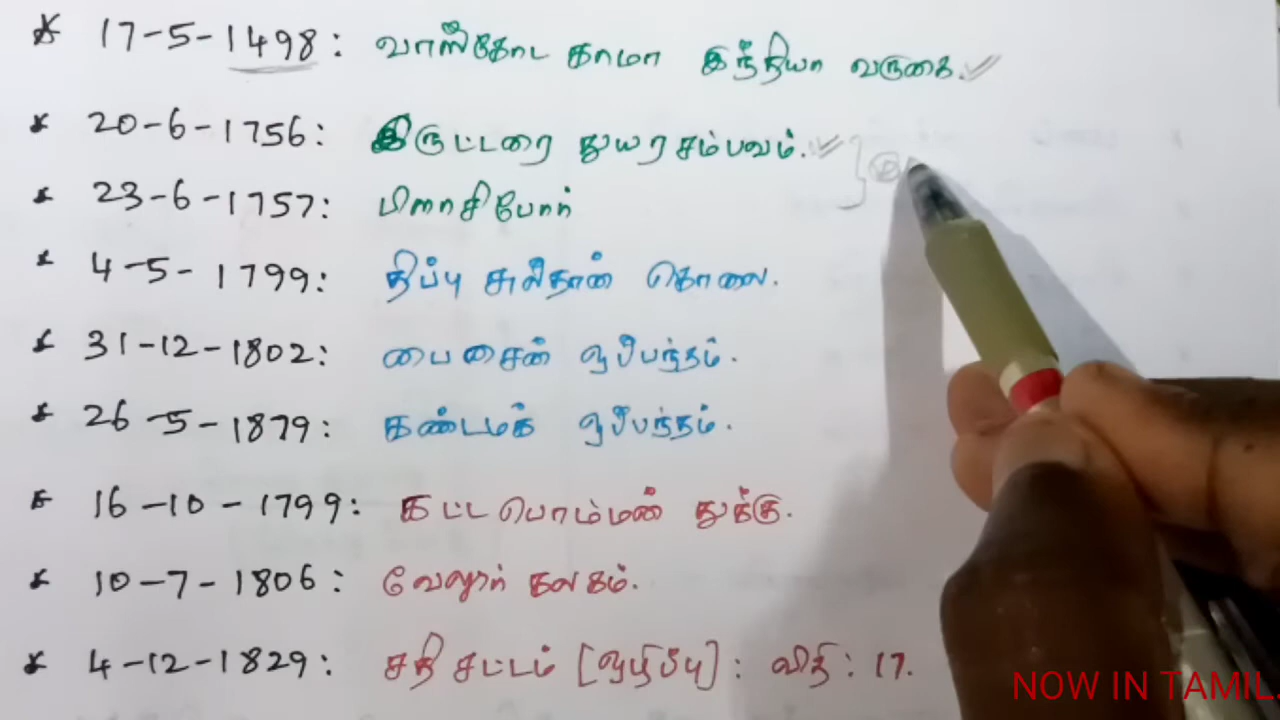 * 17-5-1498: வாஸ்கோட காமா இந்தியா வருகை.
* 20-6-1756: இருட்டறை துயரசம்பவம்.
* 23-6-1757: பிளாசிபோர்
* 4-5-1799: திப்பு சுல்தான் கொலை.
* 31-12-1802: பைசைன் ஒப்பந்தம்.
* 26-5-1879: கண்டமக் ஒப்பந்தம்.
* 16-10-1799: கட்டபொம்மன் துக்கு.
* 10-7-1806: வேலூர் கலகம்.
* 4-12-1829: சதி சட்டம் [ஒழிப்பு]: விதி: 17.
NOW IN TAMIL.